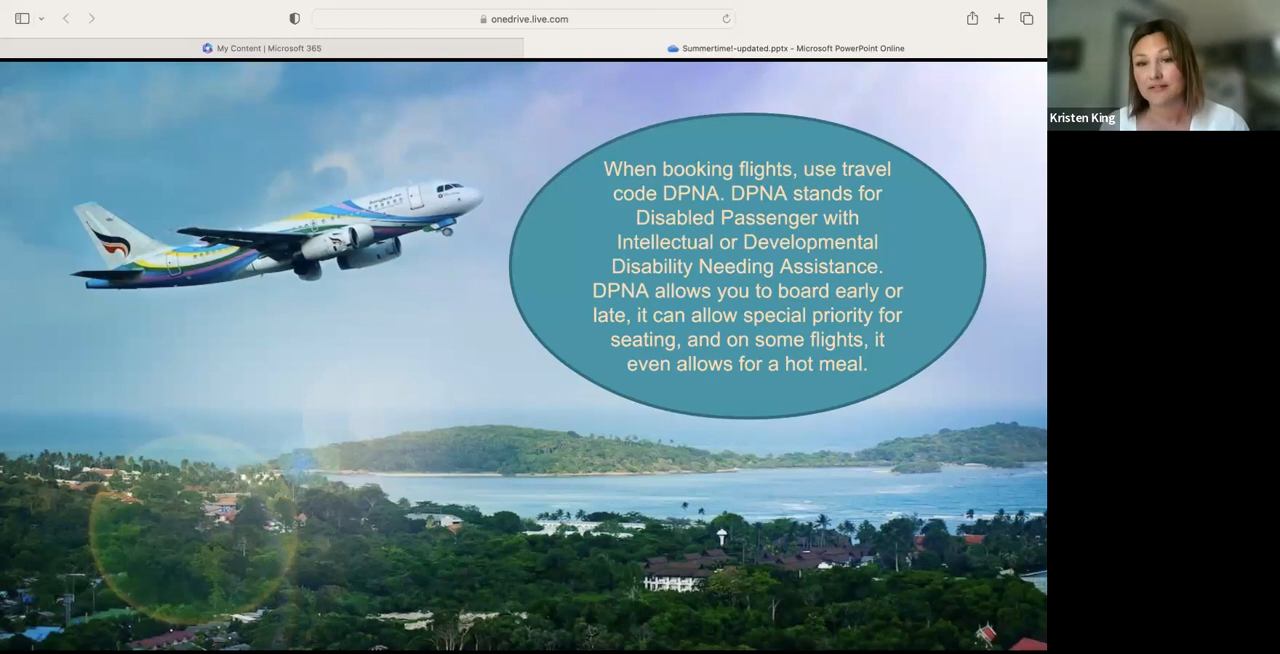 onedrive.live.com
My Content | Microsoft 365
Summertime!-updated.pptx - Microsoft PowerPoint Online
Kristen King
When booking flights, use travel
code DPNA. DPNA stands for
Disabled Passenger with
Intellectual or Developmental
Disability Needing Assistance.
DPNA allows you to board early or
late, it can allow special priority for
seating, and on some flights, it
even allows for a hot meal.